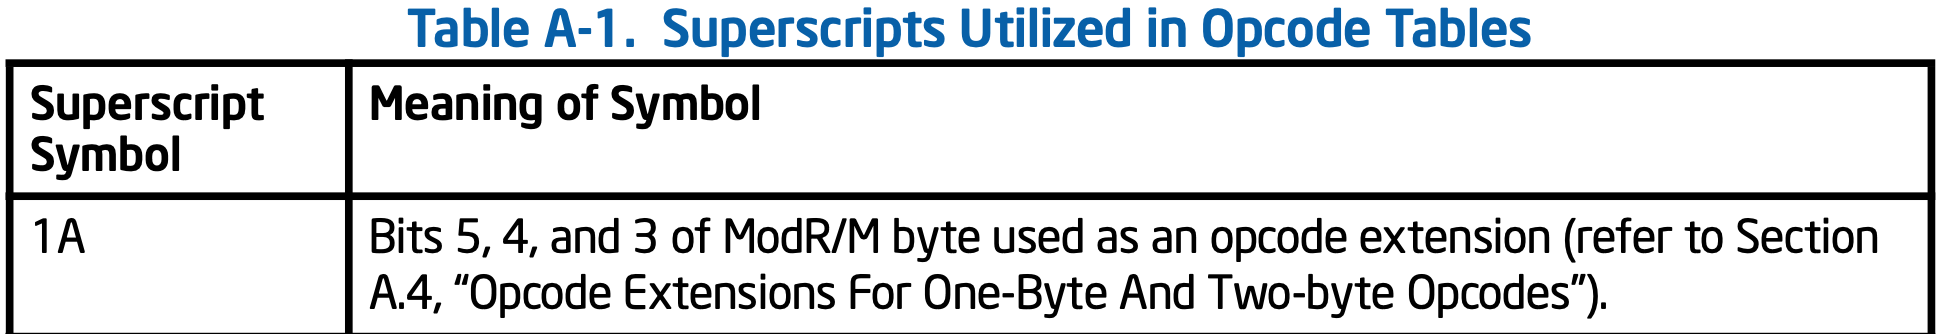 Table A-1. Superscripts Utilized in Opcode Tables
Superscript
Symbol
Meaning of Symbol
1A
Bits 5, 4, and 3 of ModR/M byte used as an opcode extension (refer to Section
A.4, “Opcode Extensions For One-Byte And Two-byte Opcodes”).